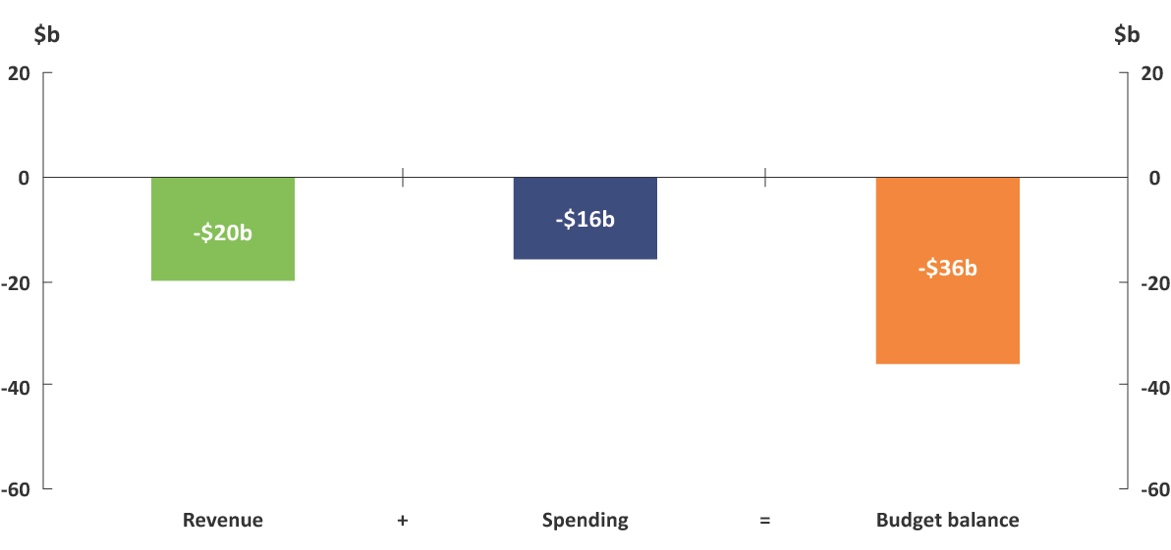 $b $b
20 20
0 0
-$20b -$16b -$36b
-20 -20
-40 -40
-60 -60
Revenue + Spending = Budget balance